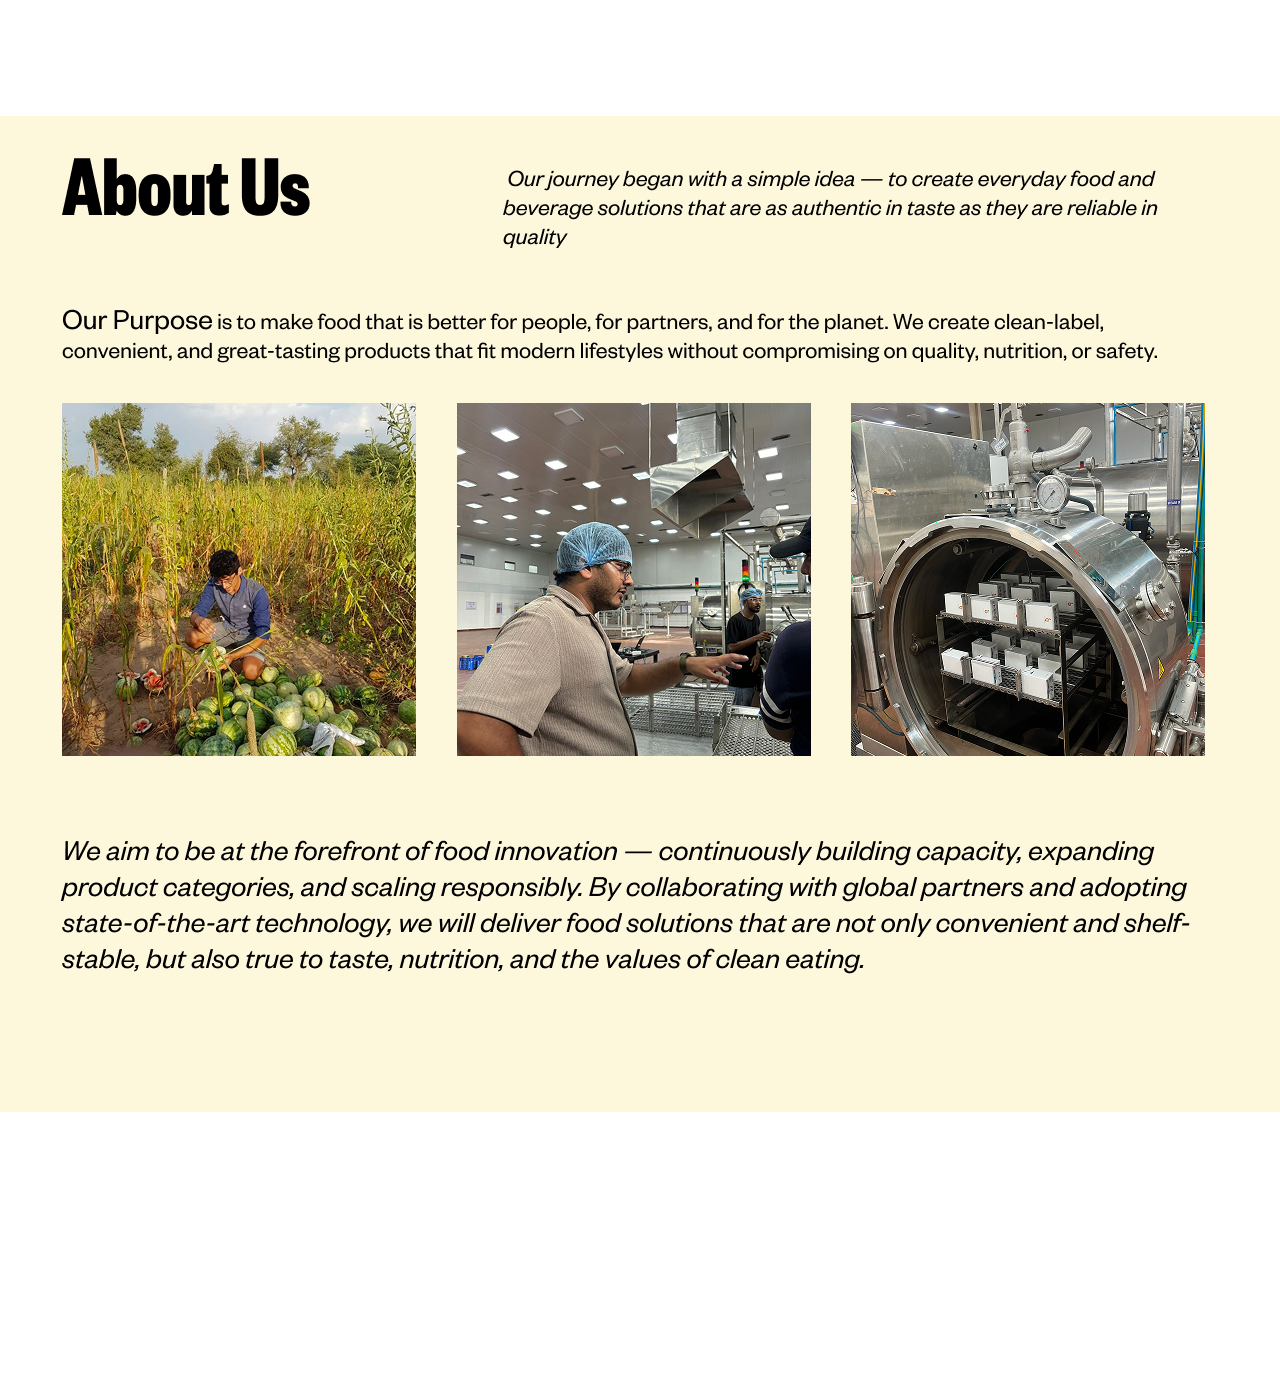 About Us
Our journey began with a simple idea — to create everyday food and
beverage solutions that are as authentic in taste as they are reliable in
quality
Our Purpose is to make food that is better for people, for partners, and for the planet. We create clean-label,
convenient, and great-tasting products that fit modern lifestyles without compromising on quality, nutrition, or safety.
We aim to be at the forefront of food innovation — continuously building capacity, expanding
product categories, and scaling responsibly. By collaborating with global partners and adopting
state-of-the-art technology, we will deliver food solutions that are not only convenient and shelf-
stable, but also true to taste, nutrition, and the values of clean eating.